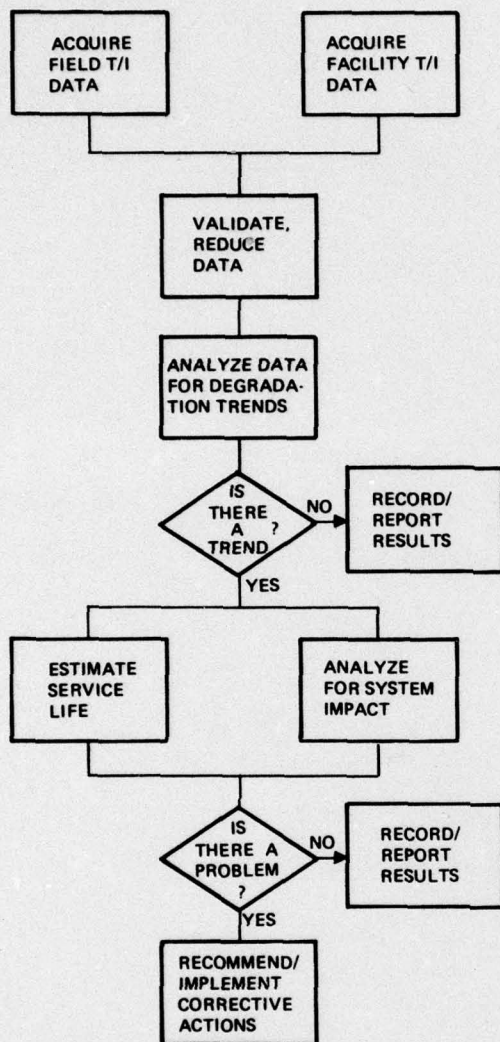 ACQUIRE
FIELD T/I
DATA
ACQUIRE
FACILITY T/I
DATA
VALIDATE,
REDUCE
DATA
ANALYZE DATA
FOR DEGRADA-
TION TRENDS
IS
THERE
A ?
TREND
NO
RECORD/
REPORT
RESULTS
YES
ESTIMATE
SERVICE
LIFE
ANALYZE
FOR SYSTEM
IMPACT
IS
THERE A
PROBLEM
?
NO
RECORD/
REPORT
RESULTS
YES
RECOMMEND/
IMPLEMENT
CORRECTIVE
ACTIONS